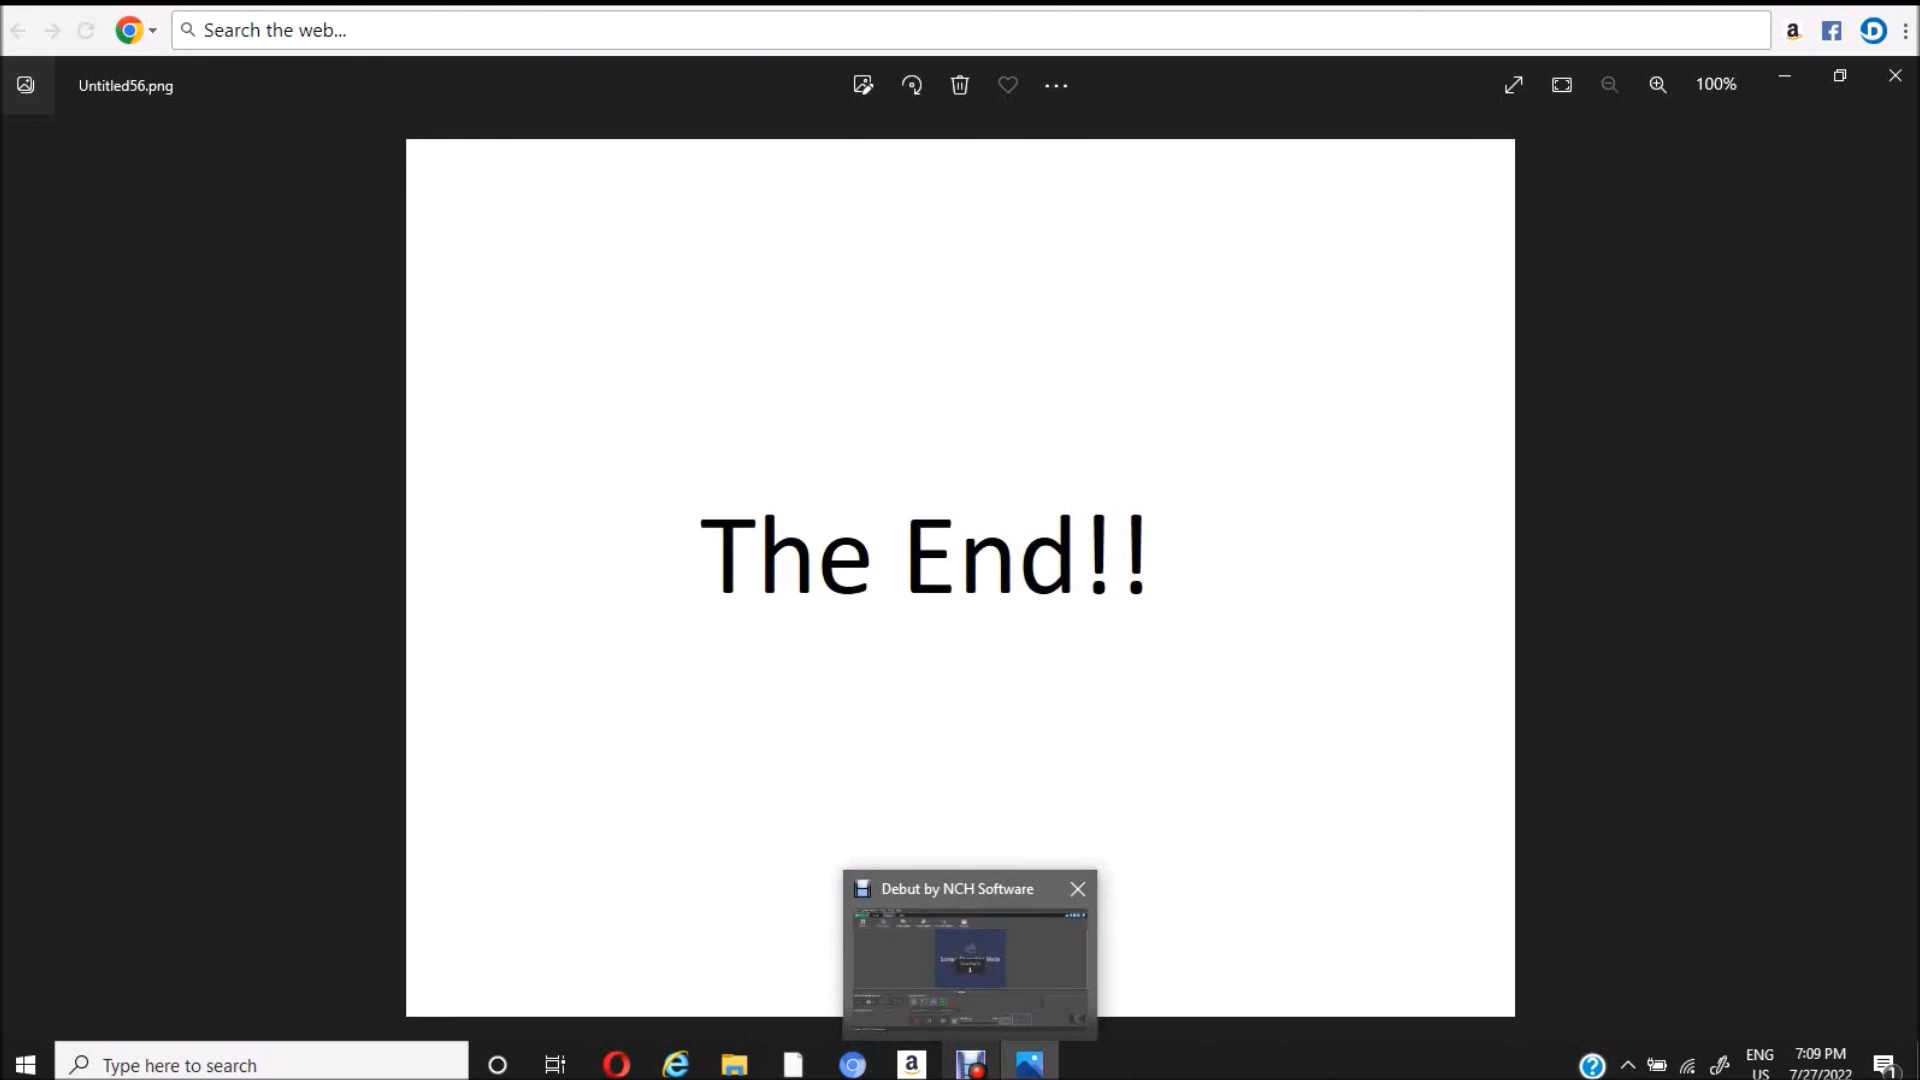 Search the web...
Untitled56.png
100%
The End!!
Debut by NCH Software
Type here to search
ENG
US
7:09 PM
7/27/2022